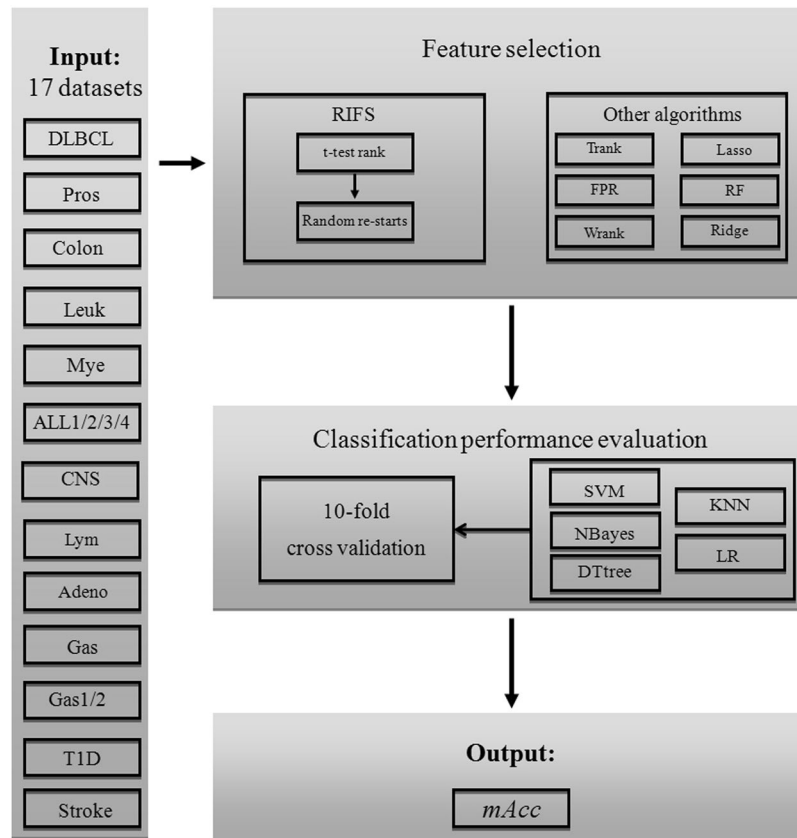 Input:
17 datasets
DLBCL
Pros
Colon
Leuk
Mye
ALL1/2/3/4
CNS
Lym
Adeno
Gas
Gas1/2
T1D
Stroke
Feature selection
RIFS
t-test rank
Random re-starts
Other algorithms
Trank
Lasso
FPR
RF
Wrank
Ridge
Classification performance evaluation
10-fold
cross validation
SVM
NBayes
DTtree
KNN
LR
Output:
mAcc